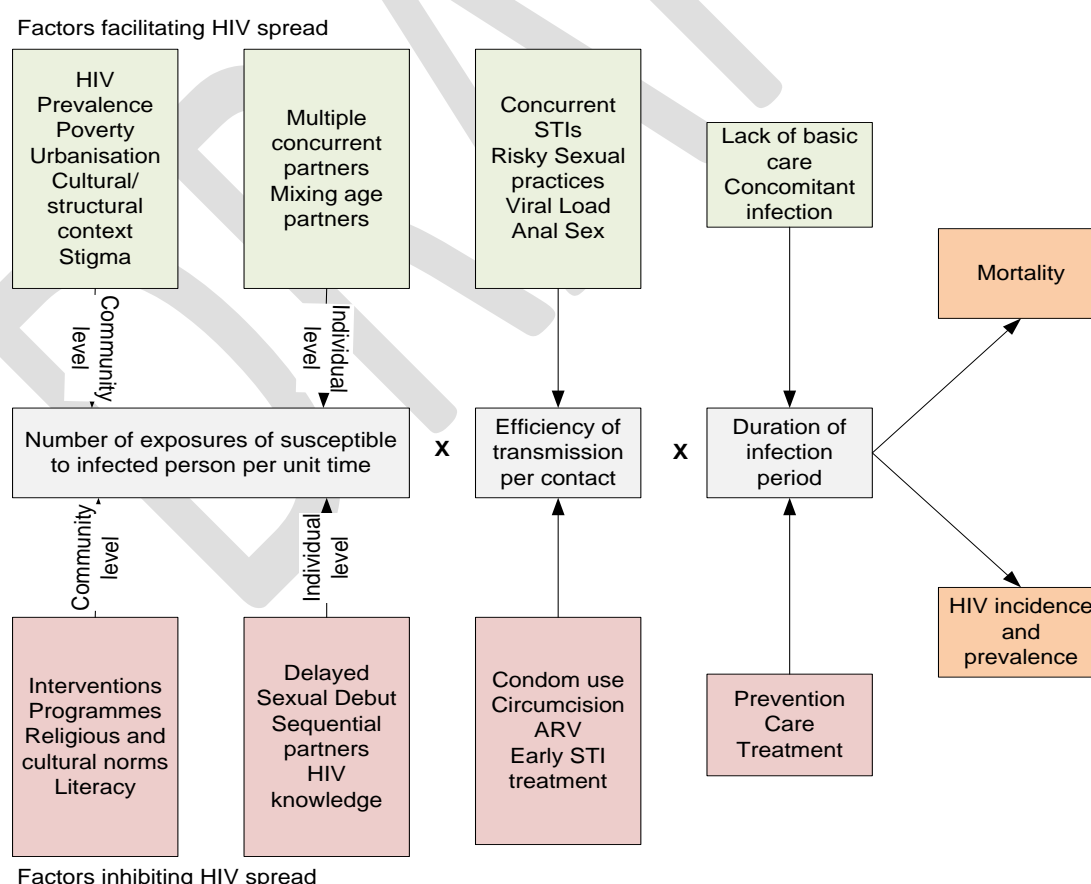 Factors facilitating HIV spread
HIV
Prevalence
Poverty
Urbanisation
Cultural/
structural
context
Stigma
Multiple
concurrent
partners
Mixing age
partners
Concurrent
STIs
Risky Sexual
practices
Viral Load
Anal Sex
Lack of basic
care
Concomitant
infection
Mortality
Community
level
Individual
level
Number of exposures of susceptible
to infected person per unit time
X
Efficiency of
transmission
per contact
X
Duration of
infection
period
Community
level
Individual
level
HIV incidence
and
prevalence
Interventions
Programmes
Religious and
cultural norms
Literacy
Delayed
Sexual Debut
Sequential
partners
HIV
knowledge
Condom use
Circumcision
ARV
Early STI
treatment
Prevention
Care
Treatment
Factors inhibiting HIV spread